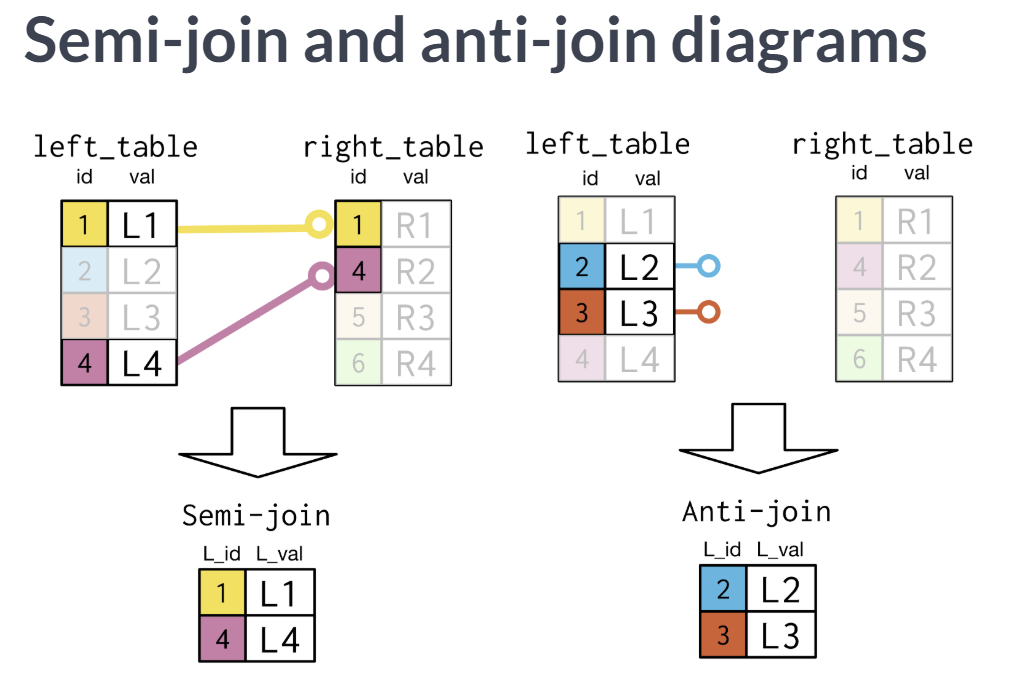 Semi-join and anti-join diagrams
left_table
id val
1 L1
2 L2
3 L3
4 L4
right_table
id val
1 R1
4 R2
5 R3
6 R4
Semi-join
L_id L_val
1 L1
4 L4
left_table
id val
1 L1
2 L2
3 L3
4 L4
right_table
id val
1 R1
4 R2
5 R3
6 R4
Anti-join
L_id L_val
2 L2
3 L3